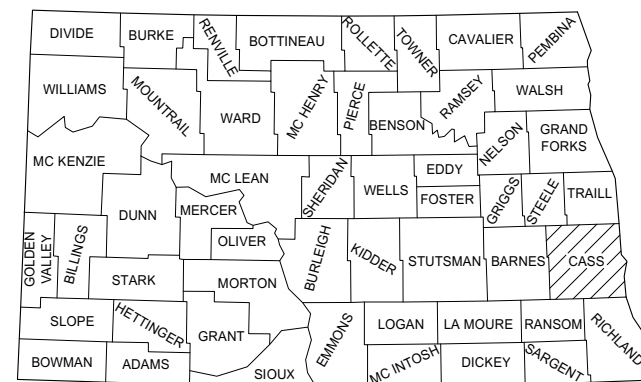 DIVIDE
BURKE
RENVILLE
BOTTINEAU
ROLLETTE
TOWNER
CAVALIER
PEMBINA
WILLIAMS
MOUNTRAIL
WARD
MC HENRY
PIERCE
BENSON
RAMSEY
WALSH
MC KENZIE
MC LEAN
SHERIDAN
WELLS
EDDY
FOSTER
NELSON
GRAND
FORKS
DUNN
MERCER
OLIVER
GRIGGS
STEELE
TRAILL
GOLDEN
VALLEY
BILLINGS
STARK
MORTON
BURLEIGH
KIDDER
STUTSMAN
BARNES
CASS
SLOPE
HETTINGER
GRANT
EMMONS
LOGAN
LA MOURE
RANSOM
RICHLAND
BOWMAN
ADAMS
SIOUX
MC INTOSH
DICKEY
SARGENT